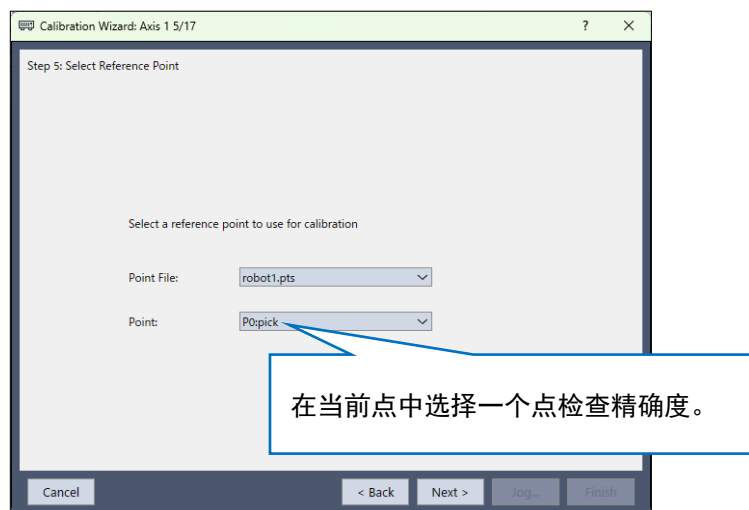 Calibration Wizard: Axis 1 5/17
Step 5: Select Reference Point
Select a reference point to use for calibration
Point File:
robot1.pts
Point:
P0:pick
在当前点中选择一个点检查精确度。
Cancel
< Back
Next >
Jog...
Finish